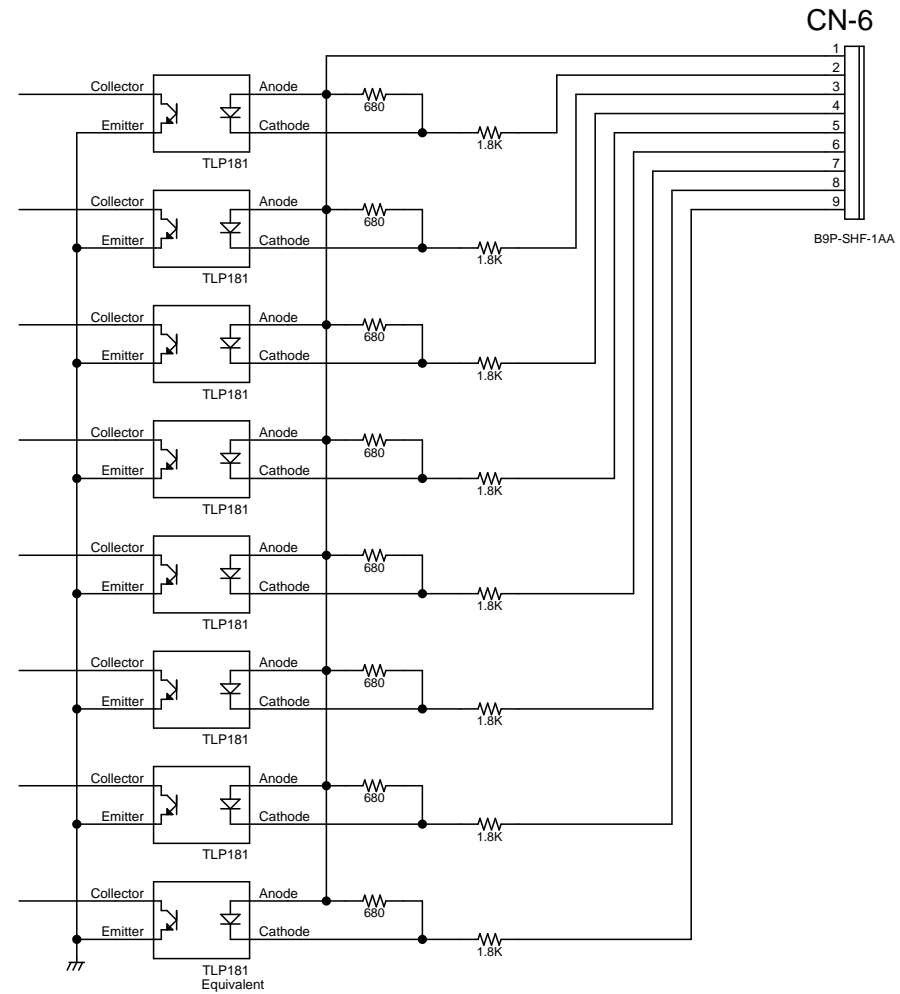 CN-6
1
2
3
4
5
6
7
8
9
B9P-SHF-1AA
Collector Anode
680
Emitter Cathode
1.8K
TLP181
Collector Anode
680
Emitter Cathode
1.8K
TLP181
Collector Anode
680
Emitter Cathode
1.8K
TLP181
Collector Anode
680
Emitter Cathode
1.8K
TLP181
Collector Anode
680
Emitter Cathode
1.8K
TLP181
Collector Anode
680
Emitter Cathode
1.8K
TLP181
Collector Anode
680
Emitter Cathode
1.8K
TLP181
Collector Anode
680
Emitter Cathode
1.8K
TLP181
Equivalent